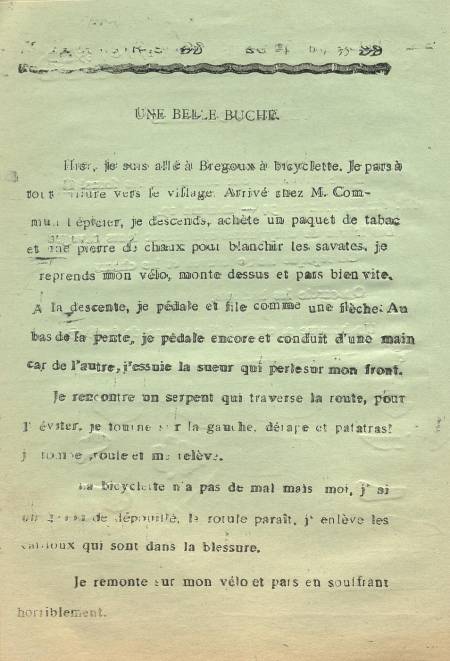 UNE BELLE BUCHE.
Hier, je suis allé à Bregoux à bicyclette. Je pars à
toute allure vers le village. Arrivé chez M. Com-
mun l'épicier, je descends, achète un paquet de tabac
et une pierre de chaux pour blanchir les savates, je
reprends mon vélo, monte dessus et pars bien vite.
A la descente, je pédale et file comme une flèche. Au
bas de la pente, je pédale encore et conduit d'une main
car de l'autre, j'essuie la sueur qui perle sur mon front.
Je rencontre un serpent qui traverse la route, pour
l'éviter, je tourne sur la gauche, dérape et patatras!
je tombe, roule et me relève.
La bicyclette n'a pas de mal mais moi, j'ai
un de dépouillé, la rotule paraît, j'enlève les
cailloux qui sont dans la blessure.
Je remonte sur mon vélo et pars en souffrant
horriblement.